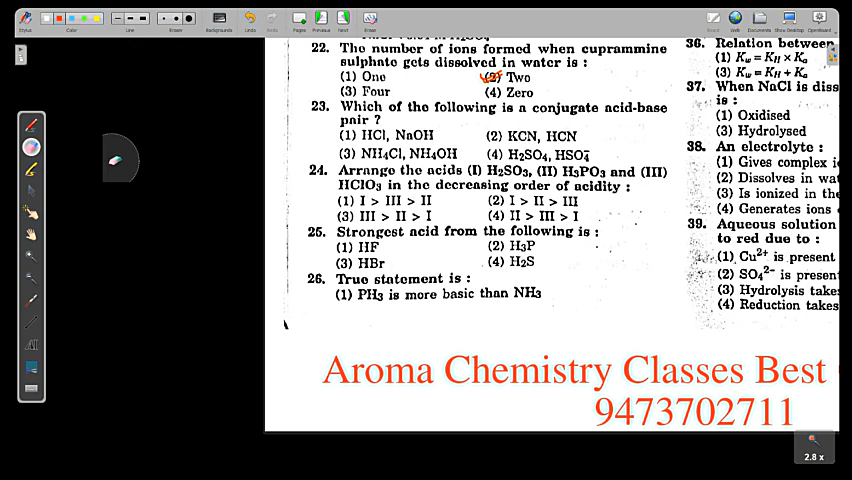 Stylus
Color
Line
Eraser
Backgrounds
Undo
Redo
Pages
Previous
Next
Erase
Board
Web
Documents
Show Desktop
OpenBoard
22. The number of ions formed when cuprammine
sulphate gets dissolved in water is :
(1) One (2) Two
(3) Four (4) Zero
23. Which of the following is a conjugate acid-base
pair ?
(1) HCl, NaOH (2) KCN, HCN
(3) NH₄Cl, NH₄OH (4) H₂SO₄, HSO₄⁻
24. Arrange the acids (I) H₂SO₃, (II) H₃PO₃ and (III)
HClO₃ in the decreasing order of acidity :
(1) I > III > II (2) I > II > III
(3) III > II > I (4) II > III > I
25. Strongest acid from the following is :
(1) HF (2) H₃P
(3) HBr (4) H₂S
26. True statement is :
(1) PH₃ is more basic than NH₃
36. Relation between
(1) Kw = KH × Ka
(3) Kw = KH + Ka
37. When NaCl is diss
is :
(1) Oxidised
(3) Hydrolysed
38. An electrolyte :
(1) Gives complex i
(2) Dissolves in wat
(3) Is ionized in the
(4) Generates ions
39. Aqueous solution
to red due to :
(1) Cu²⁺ is present
(2) SO₄²⁻ is present
(3) Hydrolysis takes
(4) Reduction takes
Aroma Chemistry Classes Best
9473702711
2.8 x